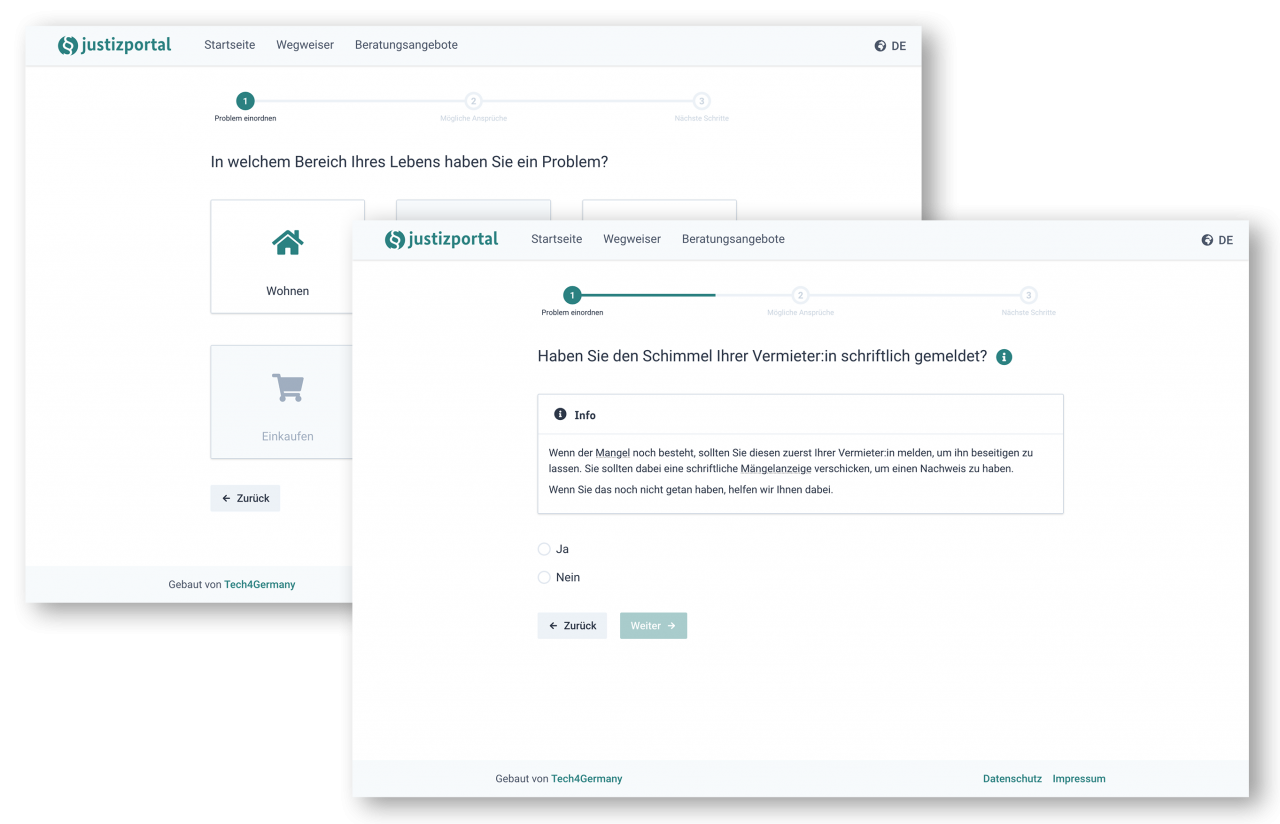 justizportal Startseite Wegweiser Beratungsangebote DE
1 2 3
Problem einordnen Mögliche Ansprüche Nächste Schritte
In welchem Bereich Ihres Lebens haben Sie ein Problem?
Wohnen
Einkaufen
← Zurück
Gebaut von Tech4Germany
justizportal Startseite Wegweiser Beratungsangebote DE
1 2 3
Problem einordnen Mögliche Ansprüche Nächste Schritte
Haben Sie den Schimmel Ihrer Vermieter:in schriftlich gemeldet?
Info
Wenn der Mangel noch besteht, sollten Sie diesen zuerst Ihrer Vermieter:in melden, um ihn beseitigen zu
lassen. Sie sollten dabei eine schriftliche Mängelanzeige verschicken, um einen Nachweis zu haben.
Wenn Sie das noch nicht getan haben, helfen wir Ihnen dabei.
Ja
Nein
← Zurück Weiter →
Gebaut von Tech4Germany Datenschutz Impressum